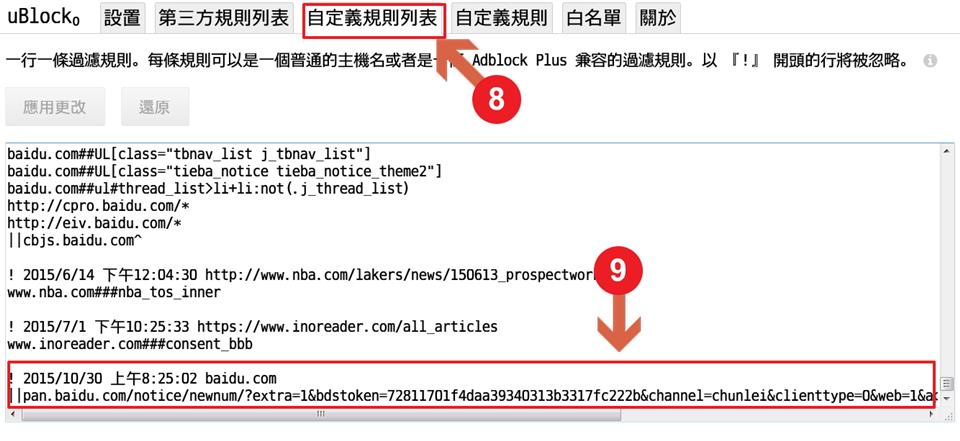 uBlock₀ 設置 第三方規則列表 自定義規則列表 自定義規則 白名單 關於
一行一條過濾規則。每條規則可以是一個普通的主機名或者是一 Adblock Plus 兼容的過濾規則。以 『!』 開頭的行將被忽略。
8
應用更改 還原
baidu.com##UL[class="tbnav_list j_tbnav_list"]
baidu.com##UL[class="tieba_notice tieba_notice_theme2"]
baidu.com##ul#thread_list>li+li:not(.j_thread_list)
http://cpro.baidu.com/*
http://eiv.baidu.com/*
||cbjs.baidu.com^
! 2015/6/14 下午12:04:30 http://www.nba.com/lakers/news/150613_prospectwor
9
www.nba.com###nba_tos_inner
! 2015/7/1 下午10:25:33 https://www.inoreader.com/all_articles
www.inoreader.com###consent_bbb
! 2015/10/30 上午8:25:02 baidu.com
||pan.baidu.com/notice/newnum/?extra=1&bdstoken=72811701f4daa39340313b3317fc222b&channel=chunlei&clienttype=0&web=1&a